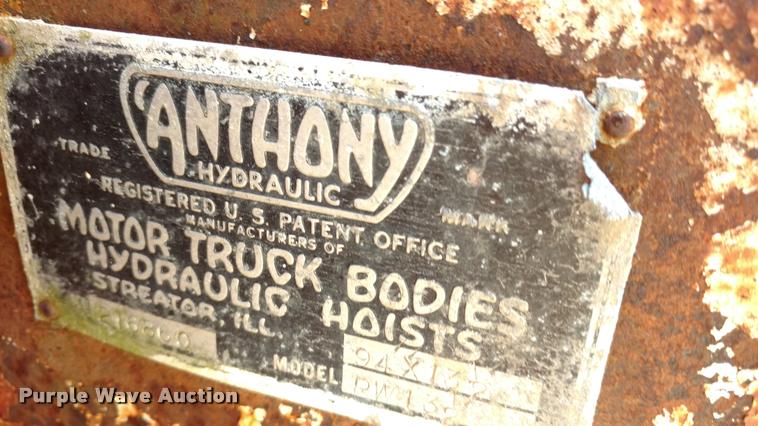 ANTHONY
HYDRAULIC
TRADE MARK
REGISTERED U. S. PATENT OFFICE
MANUFACTURERS OF
MOTOR TRUCK BODIES
HYDRAULIC HOISTS
STREATOR, ILL.
MODEL
Purple Wave Auction